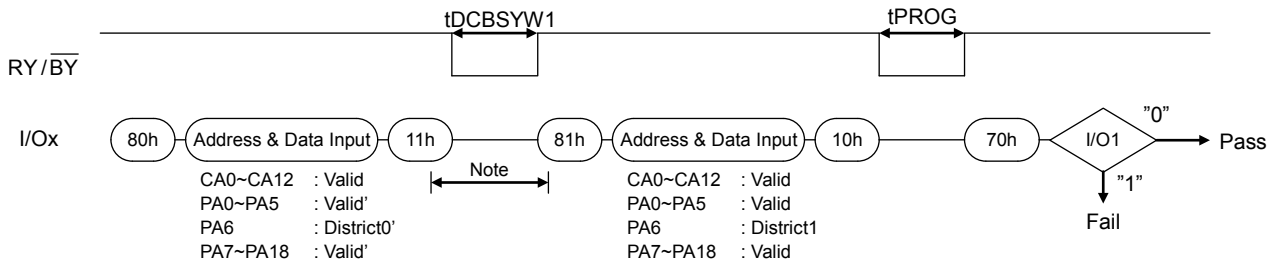 tDCBSYW1
tPROG
RY/BY
I/Ox
80h
Address & Data Input
11h
81h
Address & Data Input
10h
70h
I/O1
”0”
Pass
Note
”1”
Fail
CA0~CA12 : Valid
PA0~PA5 : Valid’
PA6 : District0’
PA7~PA18 : Valid’
CA0~CA12 : Valid
PA0~PA5 : Valid
PA6 : District1
PA7~PA18 : Valid